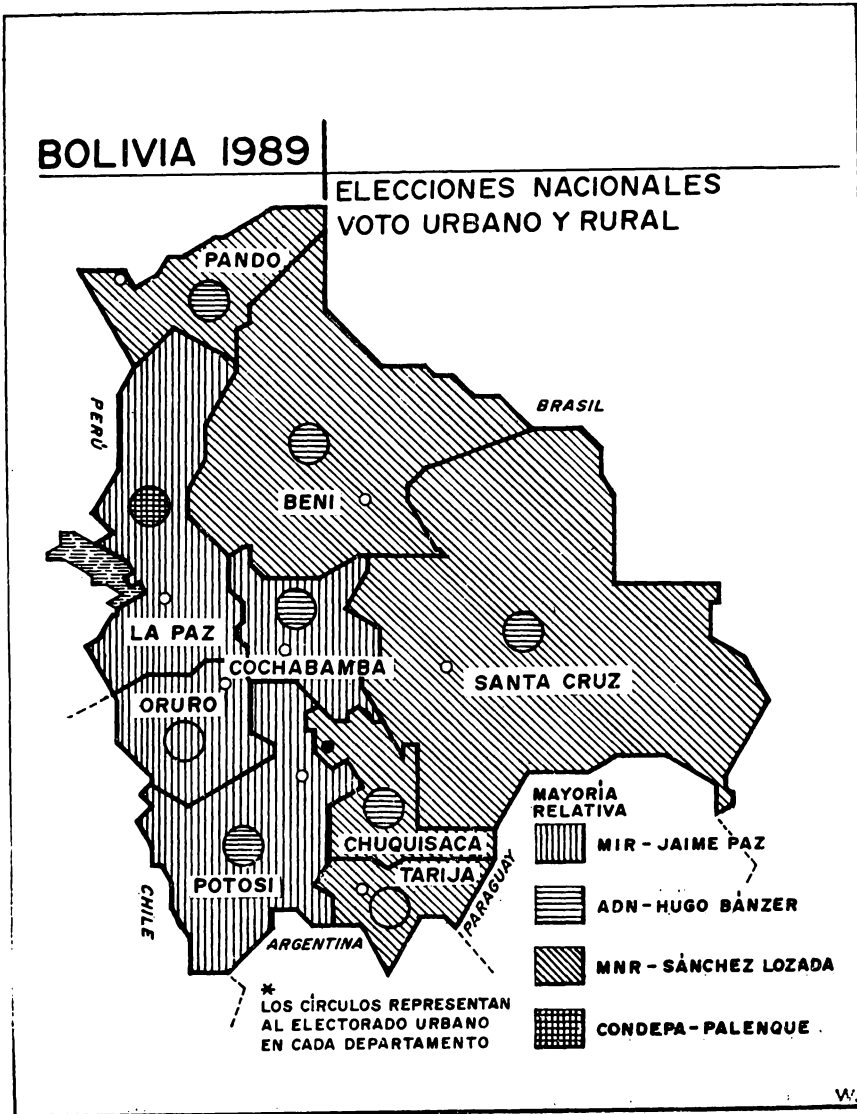 BOLIVIA 1989
ELECCIONES NACIONALES
VOTO URBANO Y RURAL
PANDO
PERÚ
BRASIL
BENI
LA PAZ
COCHABAMBA
SANTA CRUZ
ORURO
MAYORÍA
RELATIVA
CHUQUISACA
MIR-JAIME PAZ
TARIJA
POTOSI
PARAGUAY
ADN-HUGO BÁNZER
CHILE
ARGENTINA
MNR-SÁNCHEZ LOZADA
*
LOS CÍRCULOS REPRESENTAN
AL ELECTORADO URBANO
EN CADA DEPARTAMENTO
CONDEPA-PALENQUE